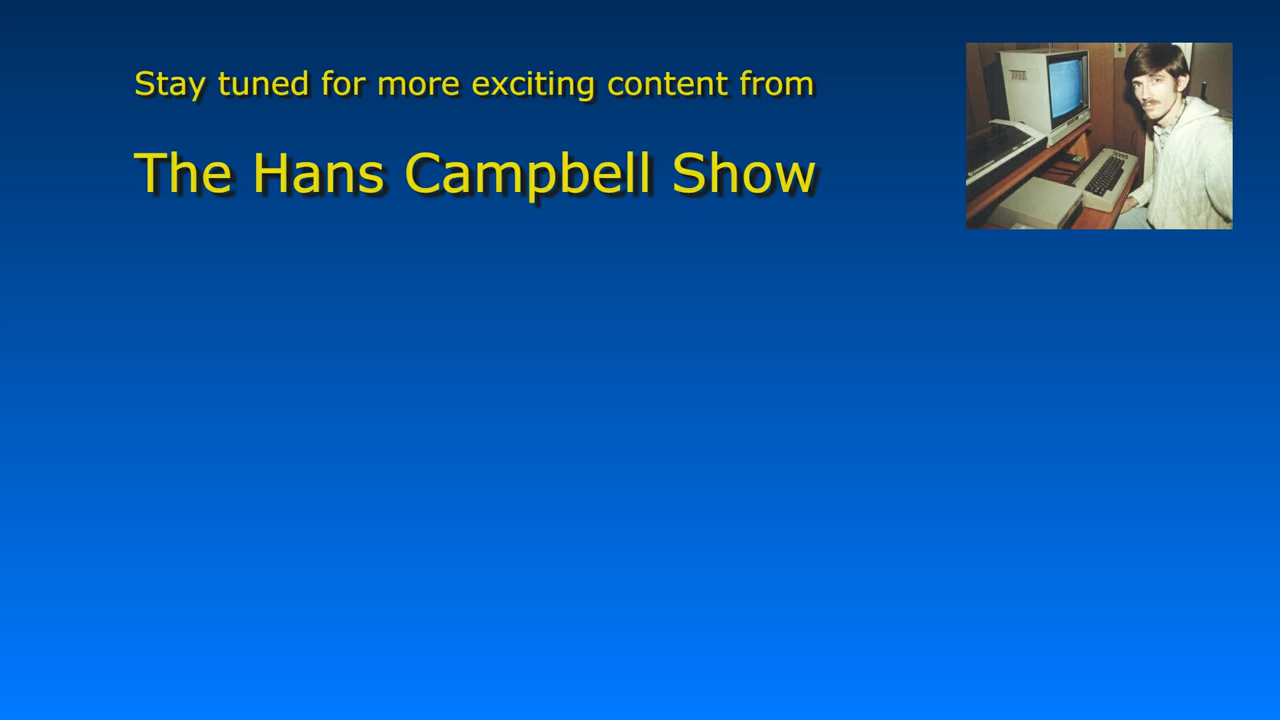 Stay tuned for more exciting content from
The Hans Campbell Show